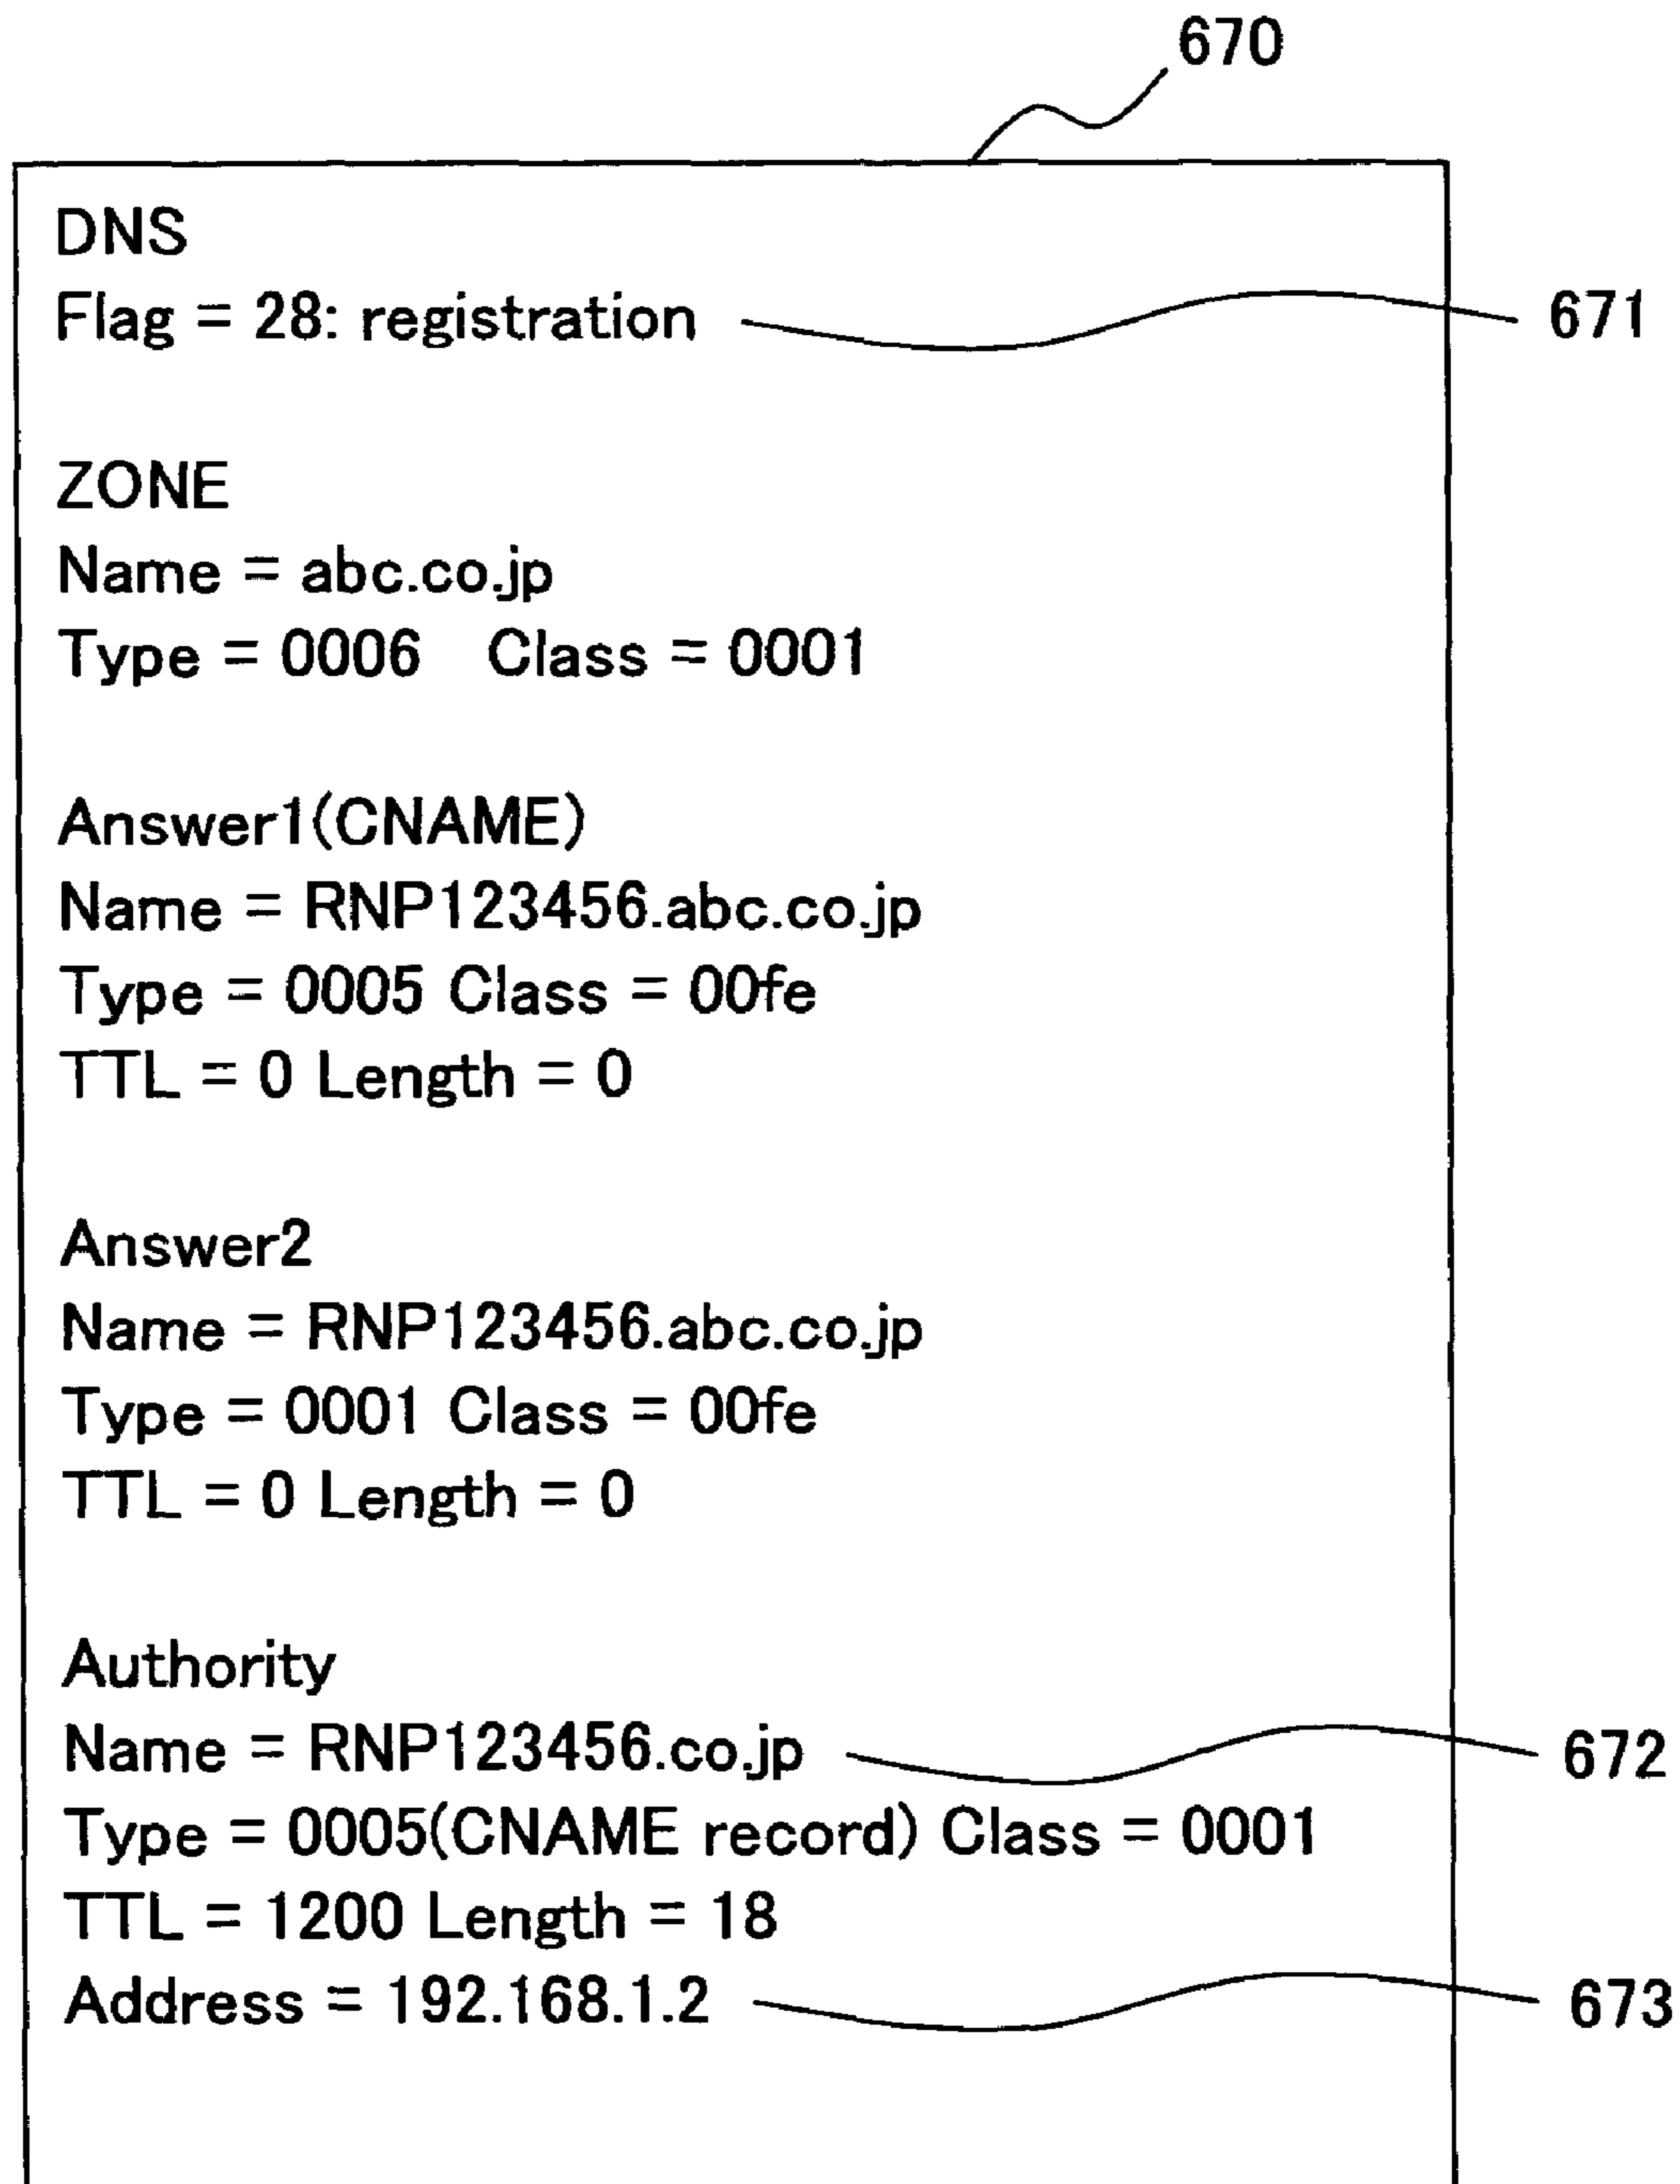 670
DNS
Flag = 28: registration
671
ZONE
Name = abc.co.jp
Type = 0006 Class = 0001
Answer1(CNAME)
Name = RNP123456.abc.co.jp
Type = 0005 Class = 00fe
TTL = 0 Length = 0
Answer2
Name = RNP123456.abc.co.jp
Type = 0001 Class = 00fe
TTL = 0 Length = 0
Authority
Name = RNP123456.co.jp
672
Type = 0005(CNAME record) Class = 0001
TTL = 1200 Length = 18
Address = 192.168.1.2
673